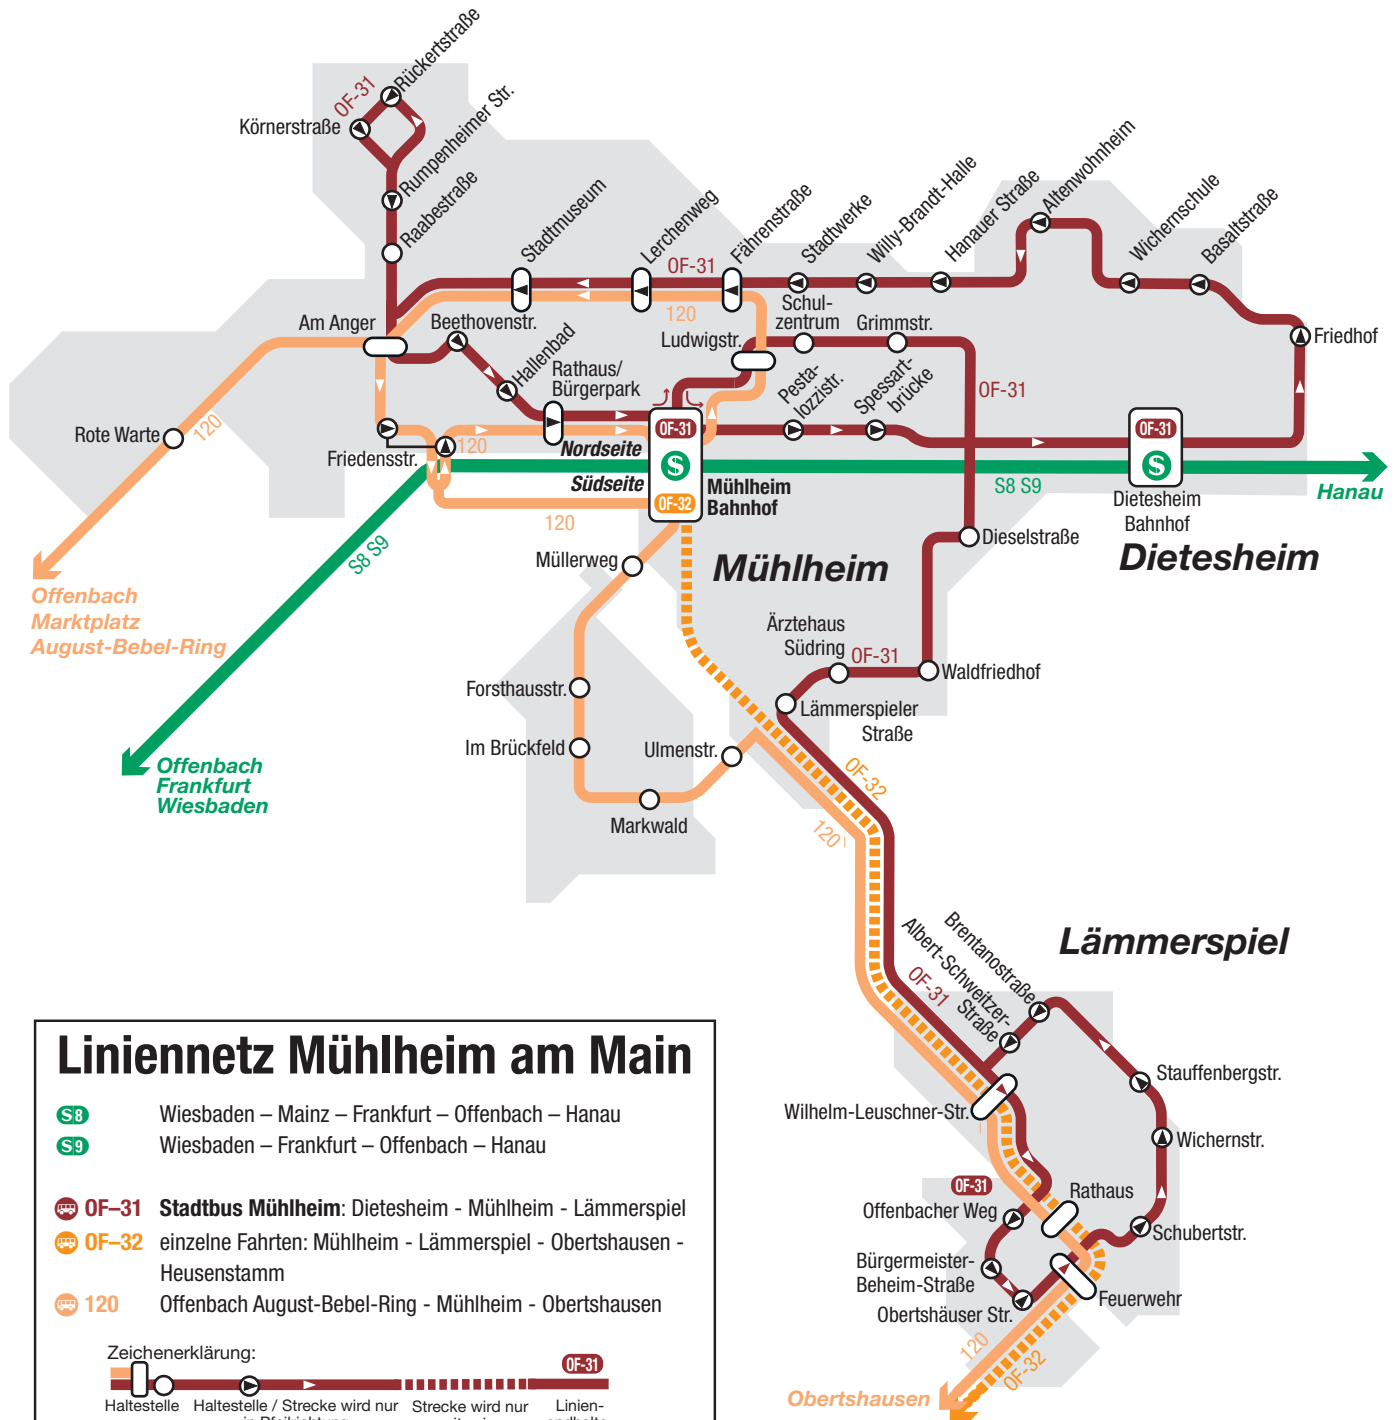 Rückertstraße
OF-31
Körnerstraße
Rumpenheimer Str.
Raabestraße
Stadtmuseum
Lerchenweg
Fährenstraße
Stadtwerke
Willy-Brandt-Halle
Hanauer Straße
Altenwohnheim
Wichernschule
Basaltstraße
OF-31
120
Am Anger
Beethovenstr.
Hallenbad
Rathaus/
Bürgerpark
Ludwigstr.
Schul-
zentrum
Grimmstr.
Friedhof
Pesta-
lozzistr.
Spessart-
brücke
OF-31
Rote Warte
120
Friedensstr.
120
Nordseite
Südseite
OF-31
S
OF-32
Mühlheim
Bahnhof
OF-31
S
Dietesheim
Bahnhof
S8 S9
Hanau
120
S8 S9
Müllerweg
Mühlheim
Dietesheim
Dieselstraße
Offenbach
Marktplatz
August-Bebel-Ring
Ärztehaus
Südring
OF-31
Waldfriedhof
Forsthausstr.
Lämmerspieler
Straße
Im Brückfeld
Ulmenstr.
Markwald
Offenbach
Frankfurt
Wiesbaden
OF-32
120
Lämmerspiel
Brentanostraße
Albert-Schweitzer-
Straße
OF-31
Stauffenbergstr.
Wilhelm-Leuschner-Str.
Wichernstr.
OF-31
Rathaus
Offenbacher Weg
Schubertstr.
Bürgermeister-
Beheim-Straße
Feuerwehr
Obertshäuser Str.
120
OF-32
Obertshausen
Liniennetz Mühlheim am Main
S8 Wiesbaden – Mainz – Frankfurt – Offenbach – Hanau
S9 Wiesbaden – Frankfurt – Offenbach – Hanau
OF–31 Stadtbus Mühlheim: Dietesheim - Mühlheim - Lämmerspiel
OF–32 einzelne Fahrten: Mühlheim - Lämmerspiel - Obertshausen -
Heusenstamm
120 Offenbach August-Bebel-Ring - Mühlheim - Obertshausen
Zeichenerklärung:
OF-31
Haltestelle Haltestelle / Strecke wird nur Strecke wird nur Linien-